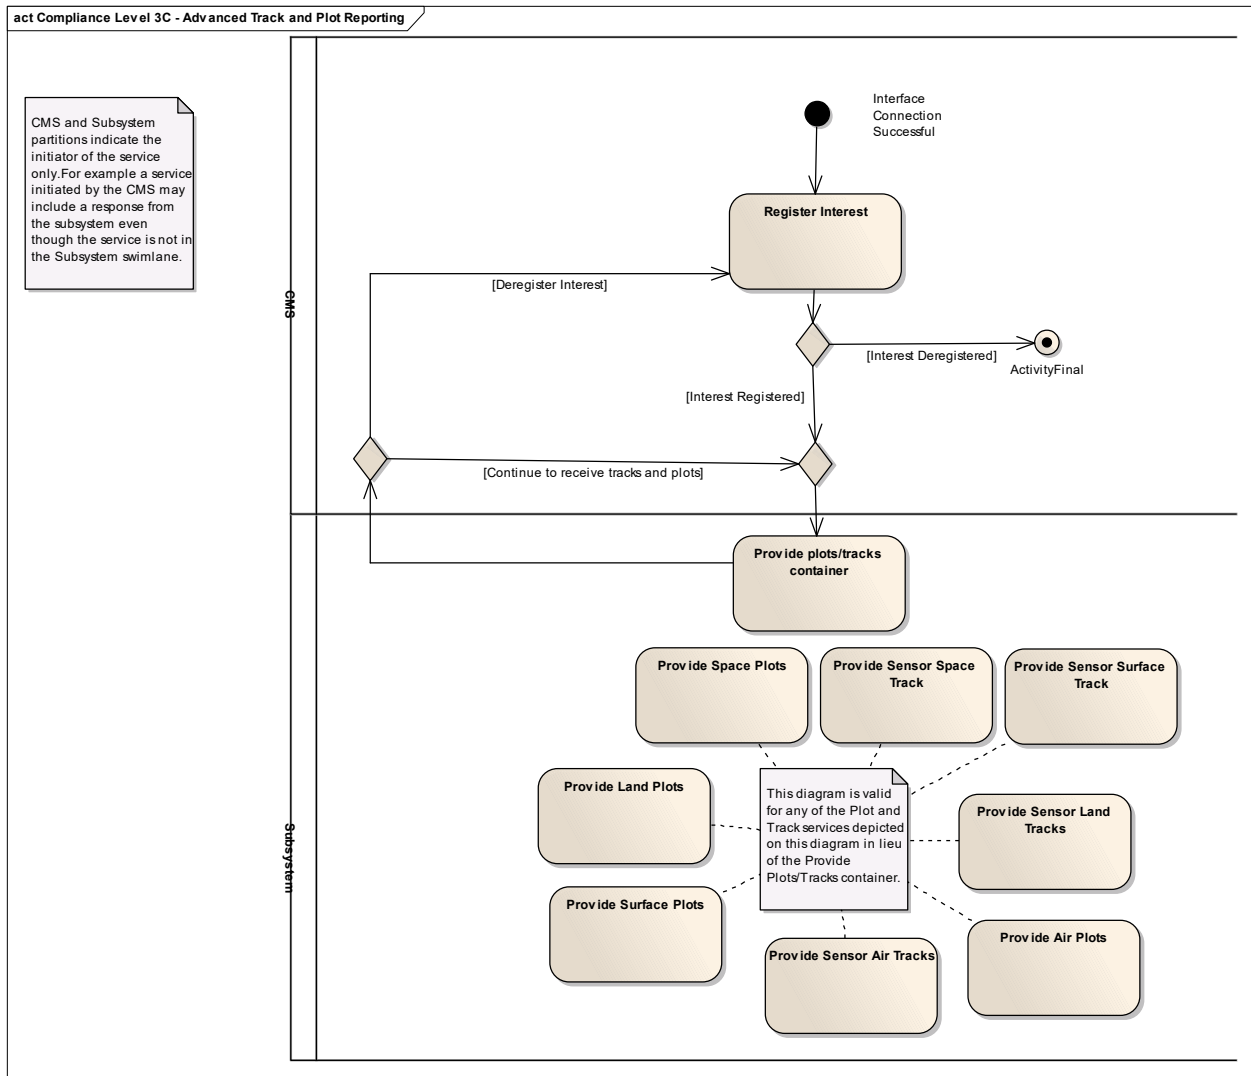 act Compliance Level 3C - Advanced Track and Plot Reporting
CMS and Subsystem
partitions indicate the
initiator of the service
only.For example a service
initiated by the CMS may
include a response from
the subsystem even
though the service is not in
the Subsystem swimlane.
CMS
Interface
Connection
Successful
Register Interest
[Deregister Interest]
[Interest Deregistered]
ActivityFinal
[Interest Registered]
[Continue to receive tracks and plots]
Subsystem
Provide plots/tracks
container
Provide Space Plots
Provide Sensor Space
Track
Provide Sensor Surface
Track
Provide Land Plots
This diagram is valid
for any of the Plot and
Track services depicted
on this diagram in lieu
of the Provide
Plots/Tracks container.
Provide Sensor Land
Tracks
Provide Surface Plots
Provide Air Plots
Provide Sensor Air Tracks